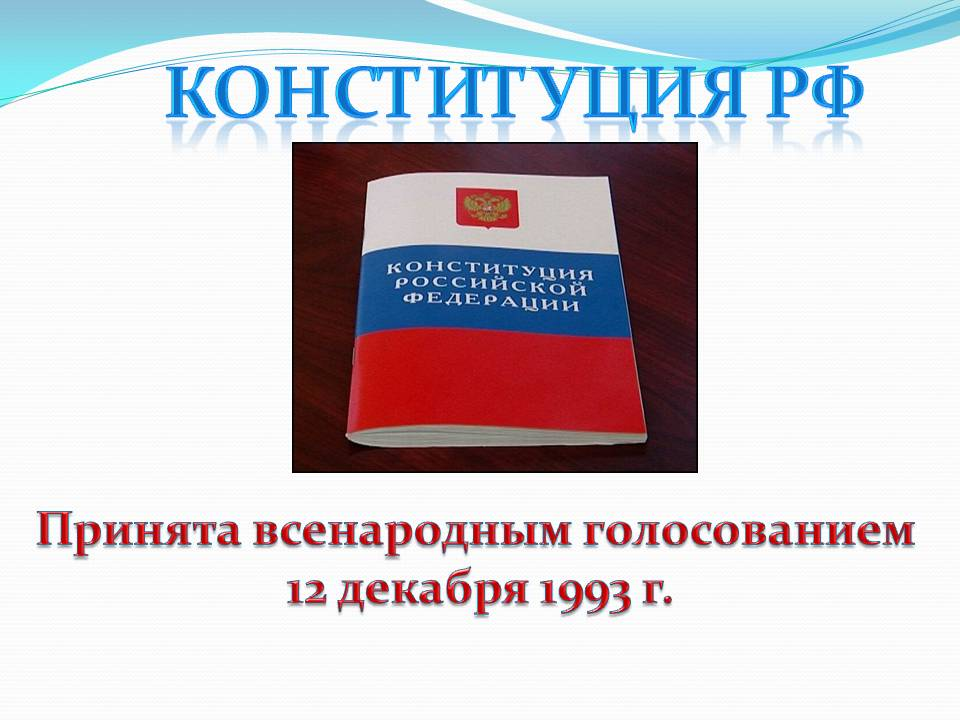 КОНСТИТУЦИЯ РФ
КОНСТИТУЦИЯ
РОССИЙСКОЙ
ФЕДЕРАЦИИ
Принята всенародным голосованием
12 декабря 1993 г.